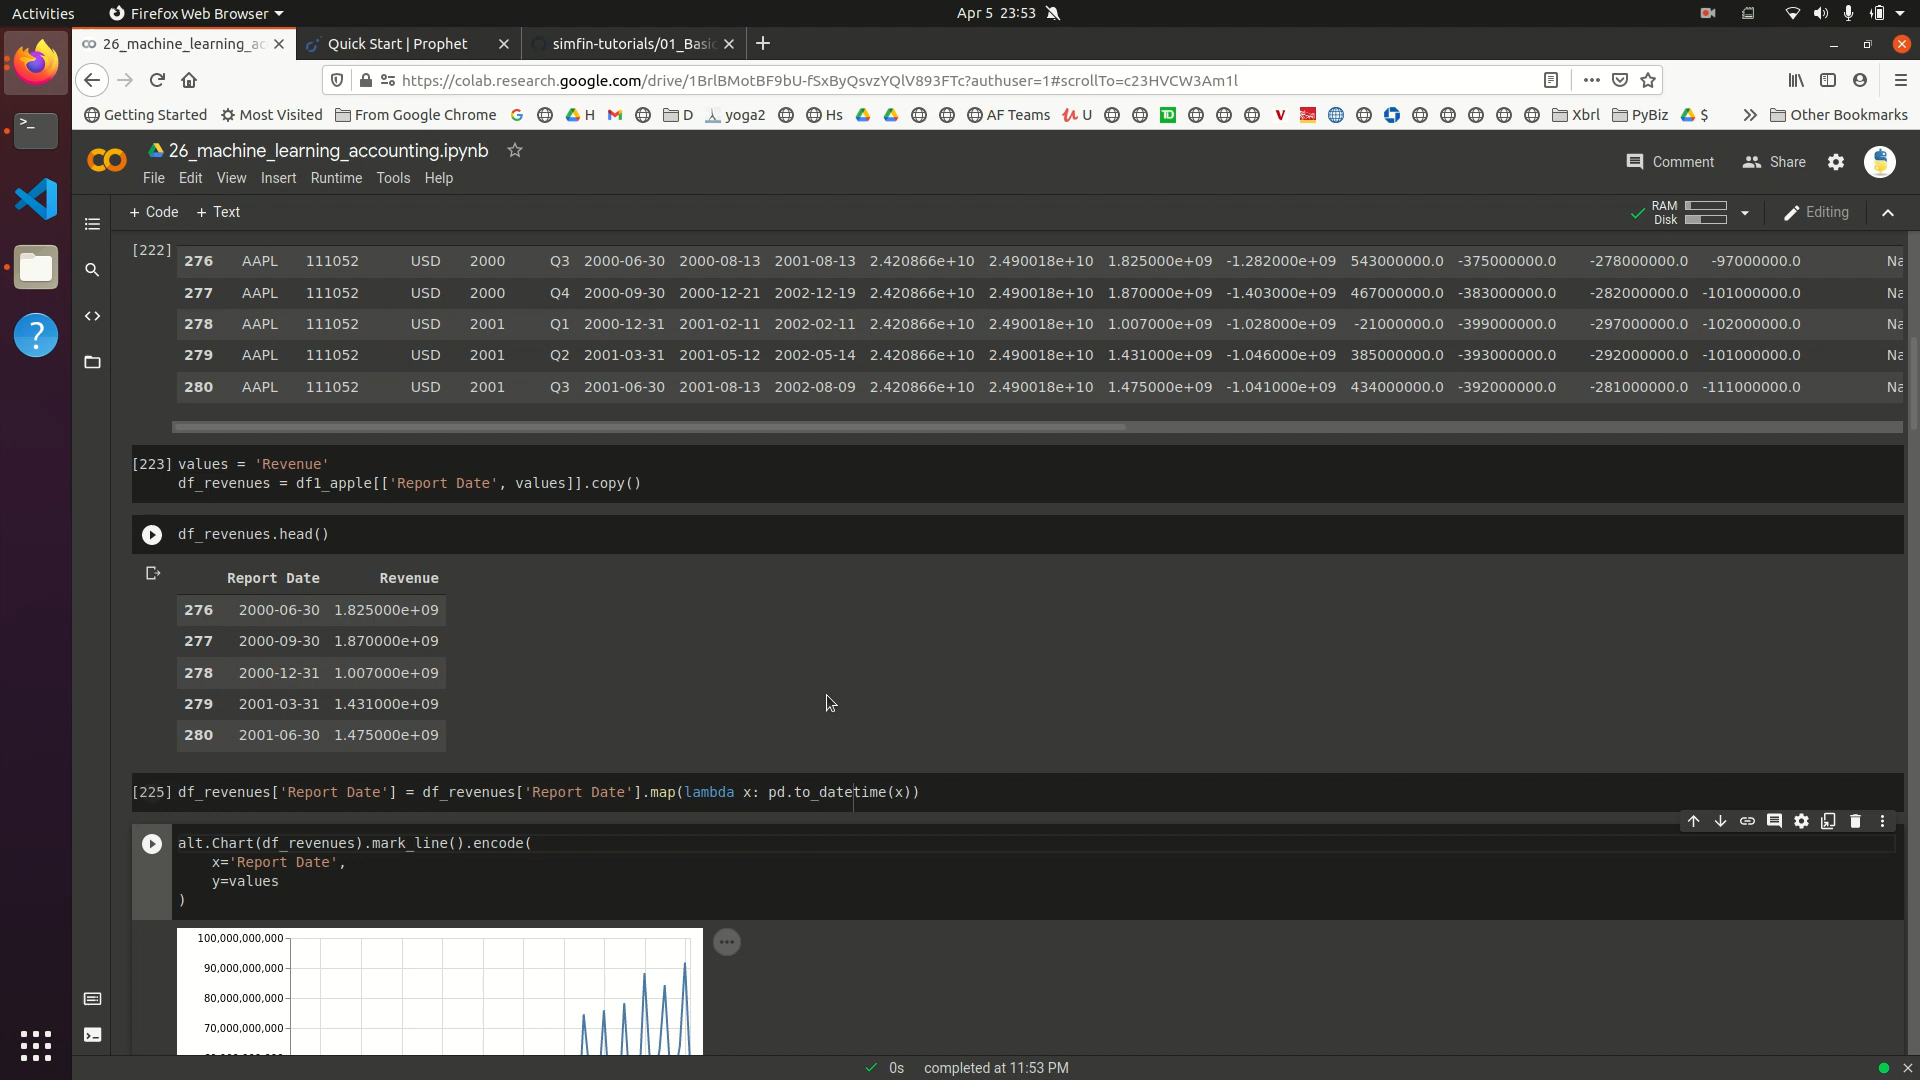 Activities
Firefox Web Browser
Apr 5 23:53
26_machine_learning_ac
Quick Start | Prophet
simfin-tutorials/01_Basic
https://colab.research.google.com/drive/1BrlBMotBF9bU-fSxByQsvzYQlV893FTc?authuser=1#scrollTo=c23HVCW3Am1l
Getting Started
Most Visited
From Google Chrome
H
D
yoga2
Hs
AF Teams
U
V
Xbrl
PyBiz
$
Other Bookmarks
26_machine_learning_accounting.ipynb
Comment
Share
File Edit View Insert Runtime Tools Help
+ Code + Text
RAM
Disk
Editing
[222]
276 AAPL 111052 USD 2000 Q3 2000-06-30 2000-08-13 2001-08-13 2.420866e+10 2.490018e+10 1.825000e+09 -1.282000e+09 543000000.0 -375000000.0 -278000000.0 -97000000.0 Na
277 AAPL 111052 USD 2000 Q4 2000-09-30 2000-12-21 2002-12-19 2.420866e+10 2.490018e+10 1.870000e+09 -1.403000e+09 467000000.0 -383000000.0 -282000000.0 -101000000.0 Na
278 AAPL 111052 USD 2001 Q1 2000-12-31 2001-02-11 2002-02-11 2.420866e+10 2.490018e+10 1.007000e+09 -1.028000e+09 -21000000.0 -399000000.0 -297000000.0 -102000000.0 Na
279 AAPL 111052 USD 2001 Q2 2001-03-31 2001-05-12 2002-05-14 2.420866e+10 2.490018e+10 1.431000e+09 -1.046000e+09 385000000.0 -393000000.0 -292000000.0 -101000000.0 Na
280 AAPL 111052 USD 2001 Q3 2001-06-30 2001-08-13 2002-08-09 2.420866e+10 2.490018e+10 1.475000e+09 -1.041000e+09 434000000.0 -392000000.0 -281000000.0 -111000000.0 Na
[223] values = 'Revenue'
df_revenues = df1_apple[['Report Date', values]].copy()
df_revenues.head()
Report Date Revenue
276 2000-06-30 1.825000e+09
277 2000-09-30 1.870000e+09
278 2000-12-31 1.007000e+09
279 2001-03-31 1.431000e+09
280 2001-06-30 1.475000e+09
[225] df_revenues['Report Date'] = df_revenues['Report Date'].map(lambda x: pd.to_datetime(x))
alt.Chart(df_revenues).mark_line().encode(
x='Report Date',
y=values
)
100,000,000,000
90,000,000,000
80,000,000,000
70,000,000,000
0s completed at 11:53 PM